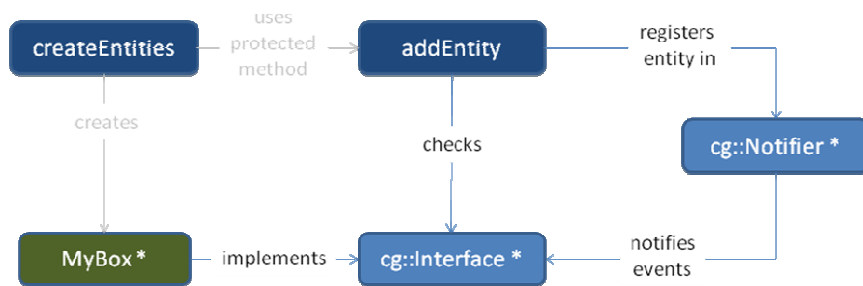 uses
protected
method
createEntities
addEntity
registers
entity in
creates
checks
cg::Notifier *
MyBox *
implements
cg::Interface *
notifies
events